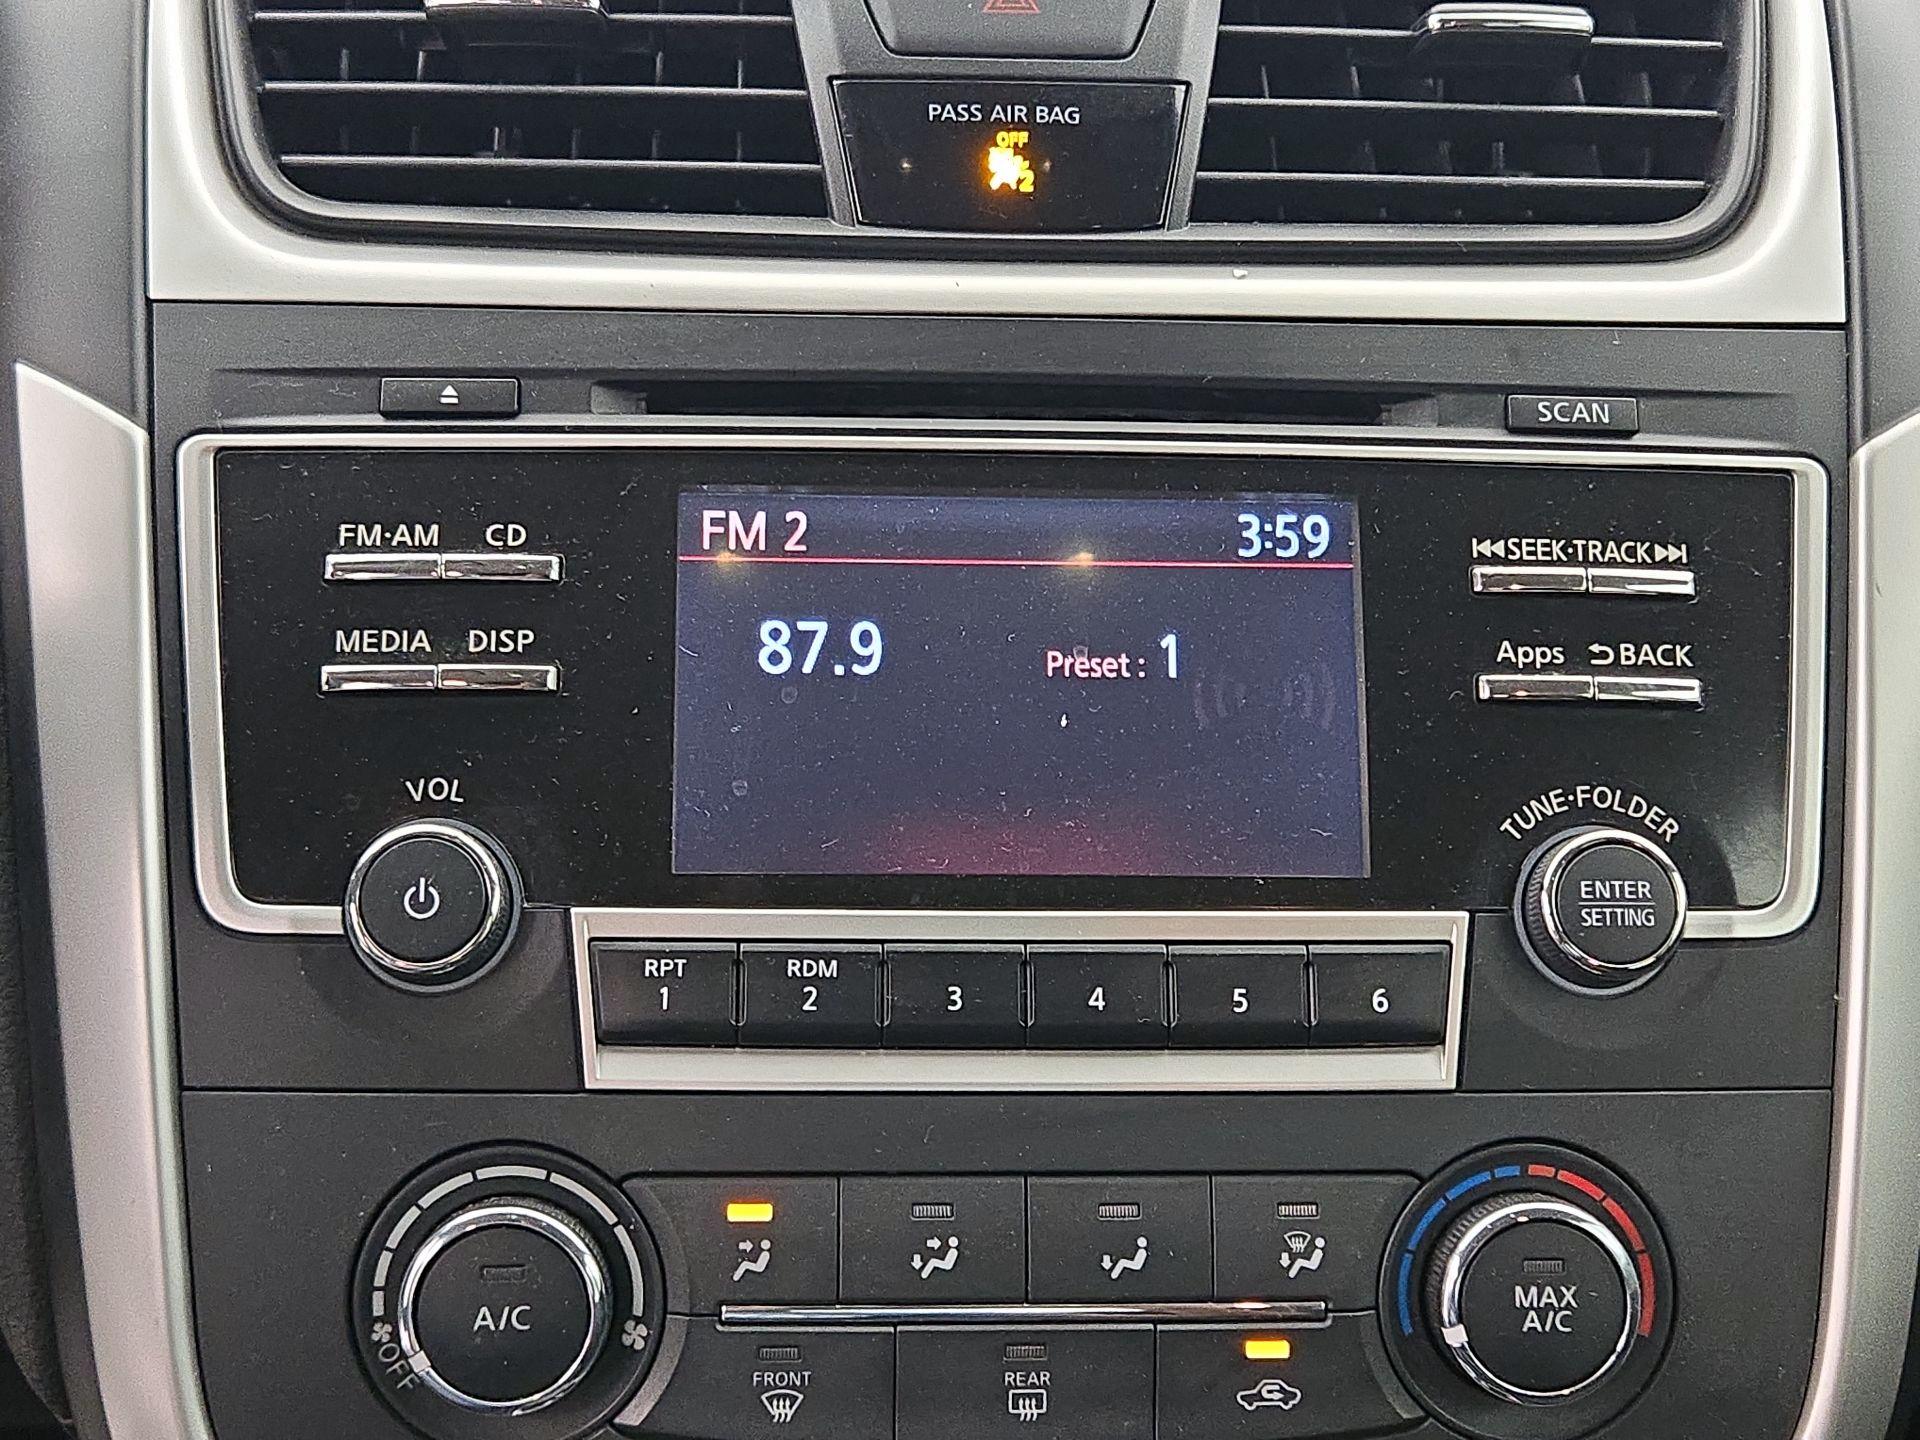 PASS AIR BAG
OFF
2
SCAN
FM·AM CD
FM 2 3:59
SEEK·TRACK
87.9 Preset : 1
MEDIA DISP
Apps BACK
VOL
TUNE·FOLDER
ENTER
SETTING
RPT RDM
1 2 3 4 5 6
A/C
OFF
MAX
A/C
FRONT REAR